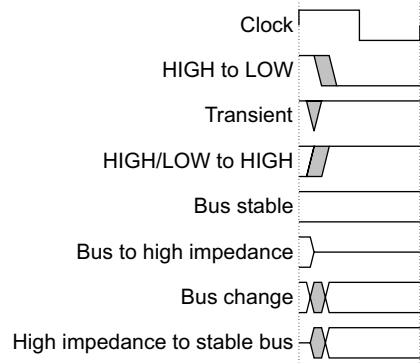 Clock
HIGH to LOW
Transient
HIGH/LOW to HIGH
Bus stable
Bus to high impedance
Bus change
High impedance to stable bus